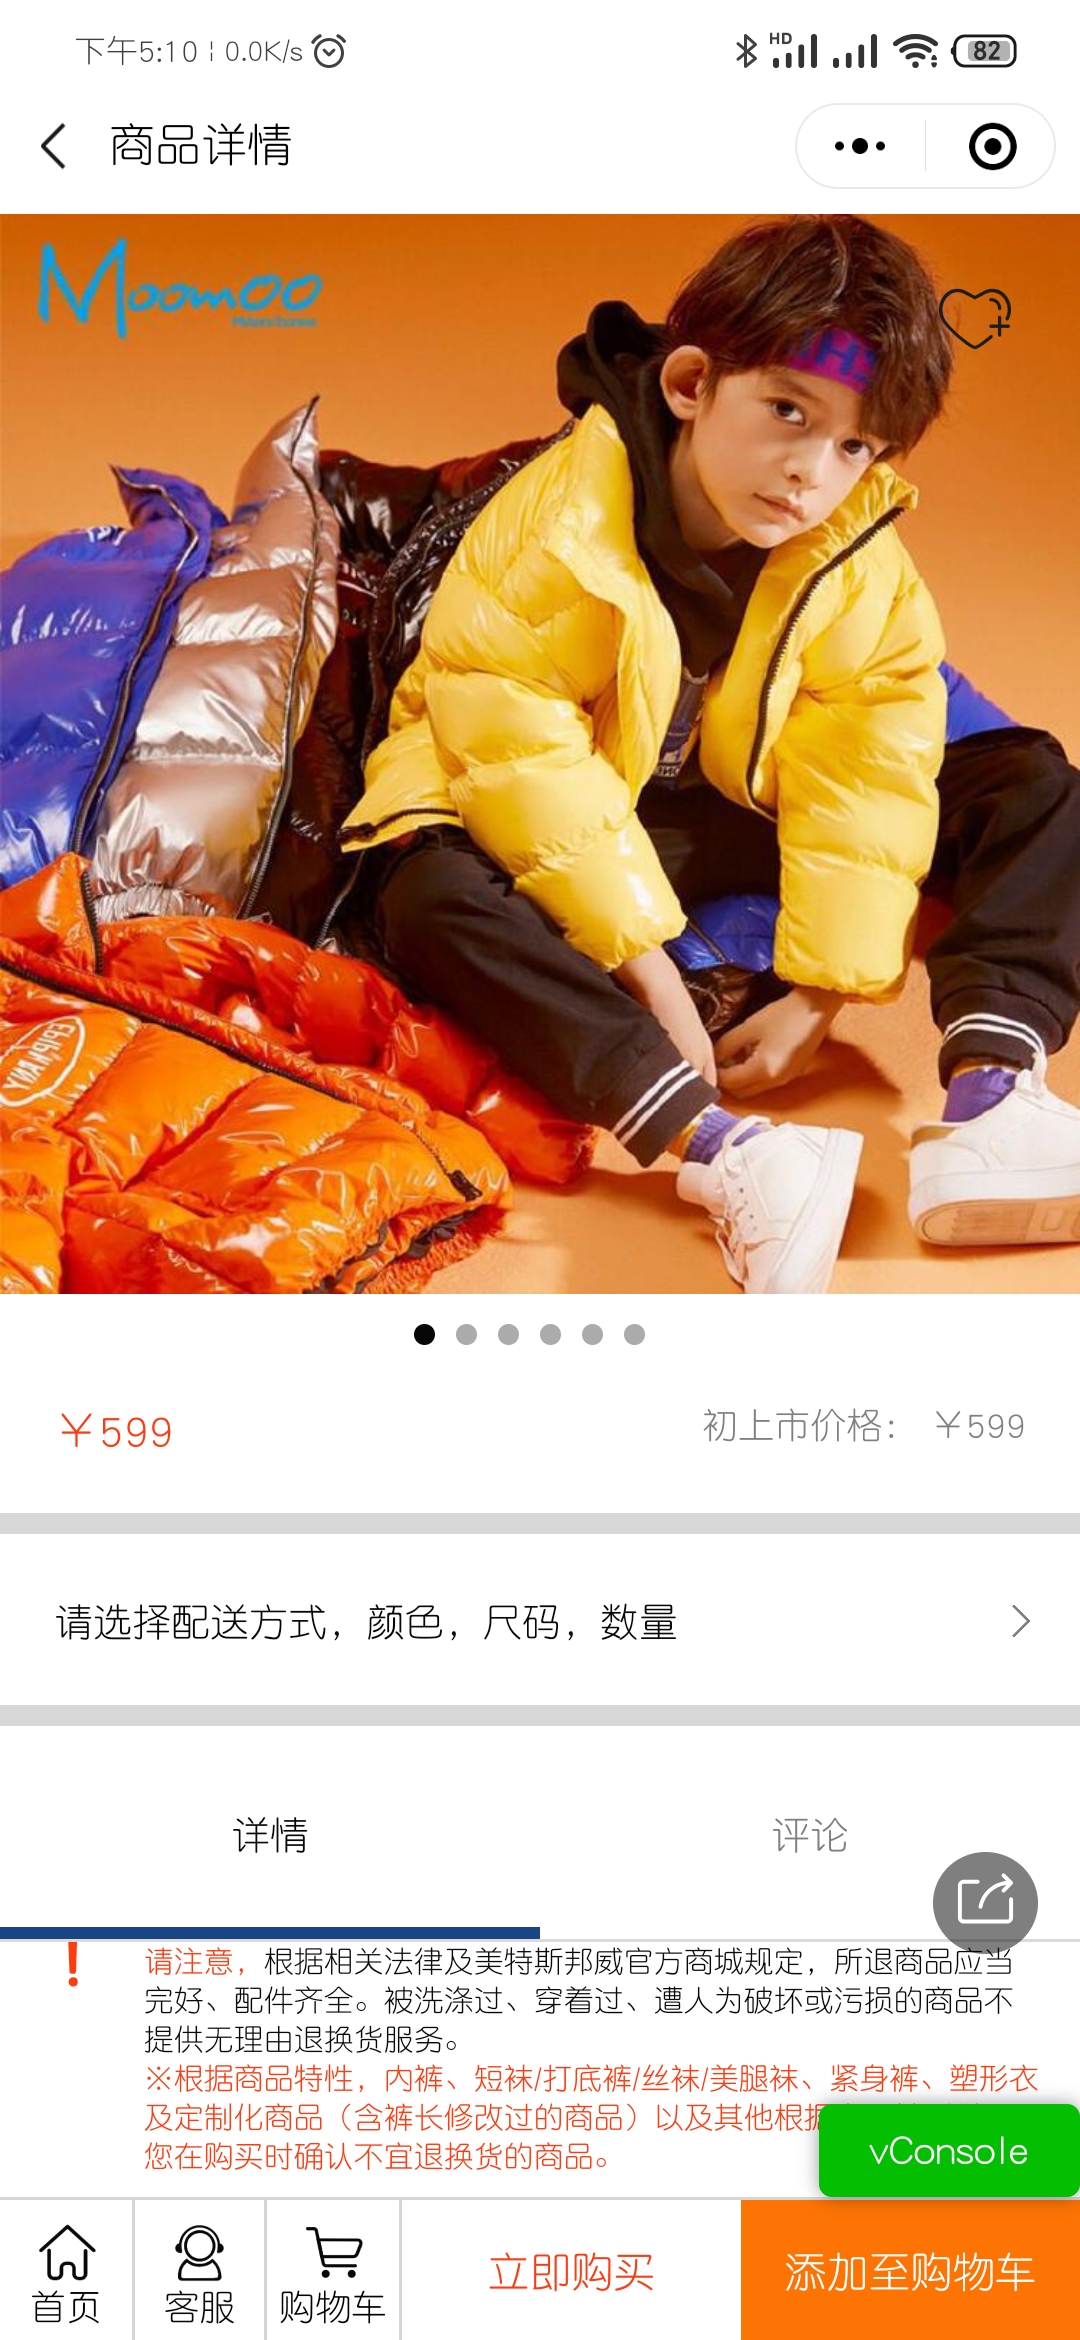 下午5:10 | 0.0K/s
HD
82
商品详情
Moomoo
EPIPHANY
￥599
初上市价格： ￥599
请选择配送方式，颜色，尺码，数量
详情
评论
! 请注意，根据相关法律及美特斯邦威官方商城规定，所退商品应当
完好、配件齐全。被洗涤过、穿着过、遭人为破坏或污损的商品不
提供无理由退换货服务。
※根据商品特性，内裤、短袜/打底裤/丝袜/美腿袜、紧身裤、塑形衣
及定制化商品（含裤长修改过的商品）以及其他根
您在购买时确认不宜退换货的商品。
vConsole
首页
客服
购物车
立即购买
添加至购物车